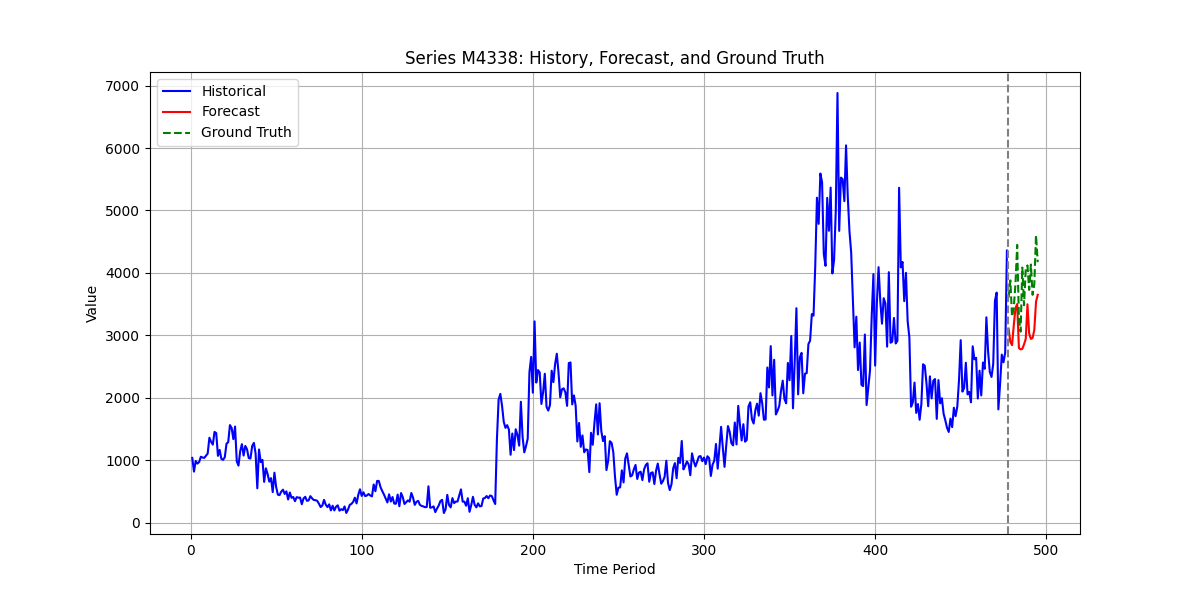 Series M4338: History, Forecast, and Ground Truth
Historical
Forecast
Ground Truth
Value
7000
6000
5000
4000
3000
2000
1000
0
0 100 200 300 400 500
Time Period